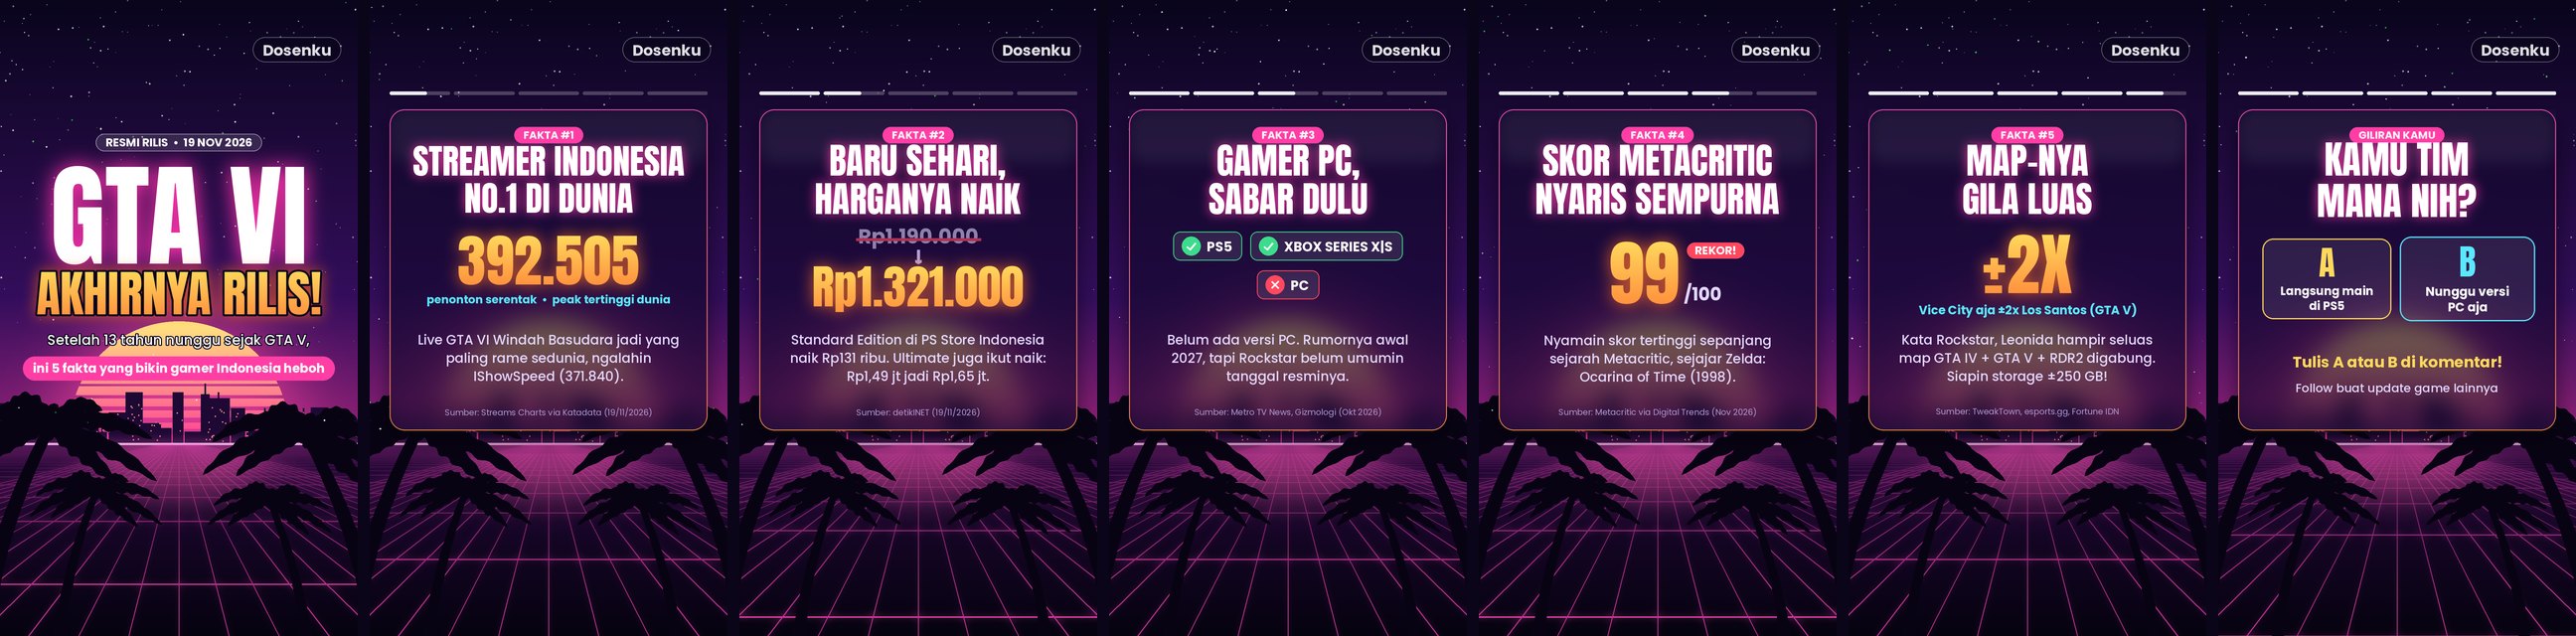 Dosenku
RESMI RILIS • 19 NOV 2026
GTA VI
AKHIRNYA RILIS!
Setelah 13 tahun nunggu sejak GTA V,
ini 5 fakta yang bikin gamer Indonesia heboh
Dosenku
FAKTA #1
STREAMER INDONESIA
NO.1 DI DUNIA
392.505
penonton serentak • peak tertinggi dunia
Live GTA VI Windah Basudara jadi yang
paling rame sedunia, ngalahin
IShowSpeed (371.840).
Sumber: Streams Charts via Katadata (19/11/2026)
Dosenku
FAKTA #2
BARU SEHARI,
HARGANYA NAIK
Rp1.190.000
↓
Rp1.321.000
Standard Edition di PS Store Indonesia
naik Rp131 ribu. Ultimate juga ikut naik:
Rp1,49 jt jadi Rp1,65 jt.
Sumber: detikINET (19/11/2026)
Dosenku
FAKTA #3
GAMER PC,
SABAR DULU
PS5
XBOX SERIES X|S
PC
Belum ada versi PC. Rumornya awal
2027, tapi Rockstar belum umumin
tanggal resminya.
Sumber: Metro TV News, Gizmologi (Okt 2026)
Dosenku
FAKTA #4
SKOR METACRITIC
NYARIS SEMPURNA
99
REKOR!
/100
Nyamain skor tertinggi sepanjang
sejarah Metacritic, sejajar Zelda:
Ocarina of Time (1998).
Sumber: Metacritic via Digital Trends (Nov 2026)
Dosenku
FAKTA #5
MAP-NYA
GILA LUAS
±2X
Vice City aja ±2x Los Santos (GTA V)
Kata Rockstar, Leonida hampir seluas
map GTA IV + GTA V + RDR2 digabung.
Siapin storage ±250 GB!
Sumber: TweakTown, esports.gg, Fortune IDN
Dosenku
GILIRAN KAMU
KAMU TIM
MANA NIH?
A
Langsung main
di PS5
B
Nunggu versi
PC aja
Tulis A atau B di komentar!
Follow buat update game lainnya